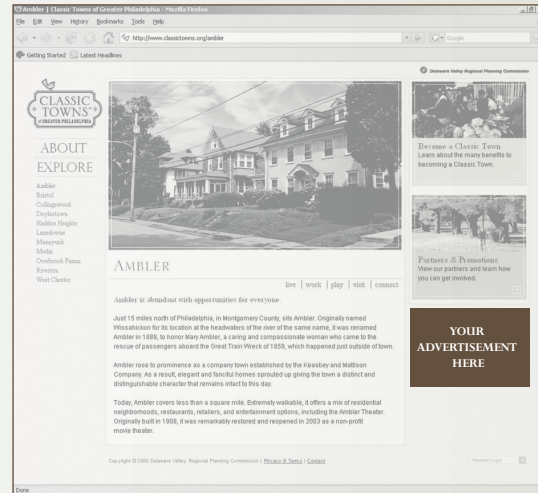 Ambler | Classic Towns of Greater Philadelphia - Mozilla Firefox
File Edit View History Bookmarks Tools Help
http://www.classictowns.org/ambler
Google
Getting Started Latest Headlines
Delaware Valley Regional Planning Commission
CLASSIC
TOWNS
OF GREATER PHILADELPHIA
ABOUT
EXPLORE
Ambler
Bristol
Collingswood
Doylestown
Haddon Heights
Lansdowne
Manayunk
Media
Overbrook Farms
Riverton
West Chester
AMBLER
live | work | play | visit | connect
Ambler is abundant with opportunities for everyone.
Just 15 miles north of Philadelphia, in Montgomery County, sits Ambler. Originally named
Wissahickon for its location at the headwaters of the river of the same name, it was renamed
Ambler in 1888, to honor Mary Ambler, a caring and compassionate woman who came to the
rescue of passengers aboard the Great Train Wreck of 1856, which happened just outside of town.
Ambler rose to prominence as a company town established by the Keasbey and Mattison
Company. As a result, elegant and fanciful homes sprouted up giving the town a distinct and
distinguishable character that remains intact to this day.
Today, Ambler covers less than a square mile. Extremely walkable, it offers a mix of residential
neighborhoods, restaurants, retailers, and entertainment options, including the Ambler Theater.
Originally built in 1908, it was remarkably restored and reopened in 2003 as a non-profit
movie theater.
Become a Classic Town
Learn about the many benefits to
becoming a Classic Town.
Partners & Promotions
View our partners and learn how
you can get involved.
YOUR
ADVERTISEMENT
HERE
Copyright © 2008 Delaware Valley Regional Planning Commission | Privacy & Terms | Contact
Member Login
Done